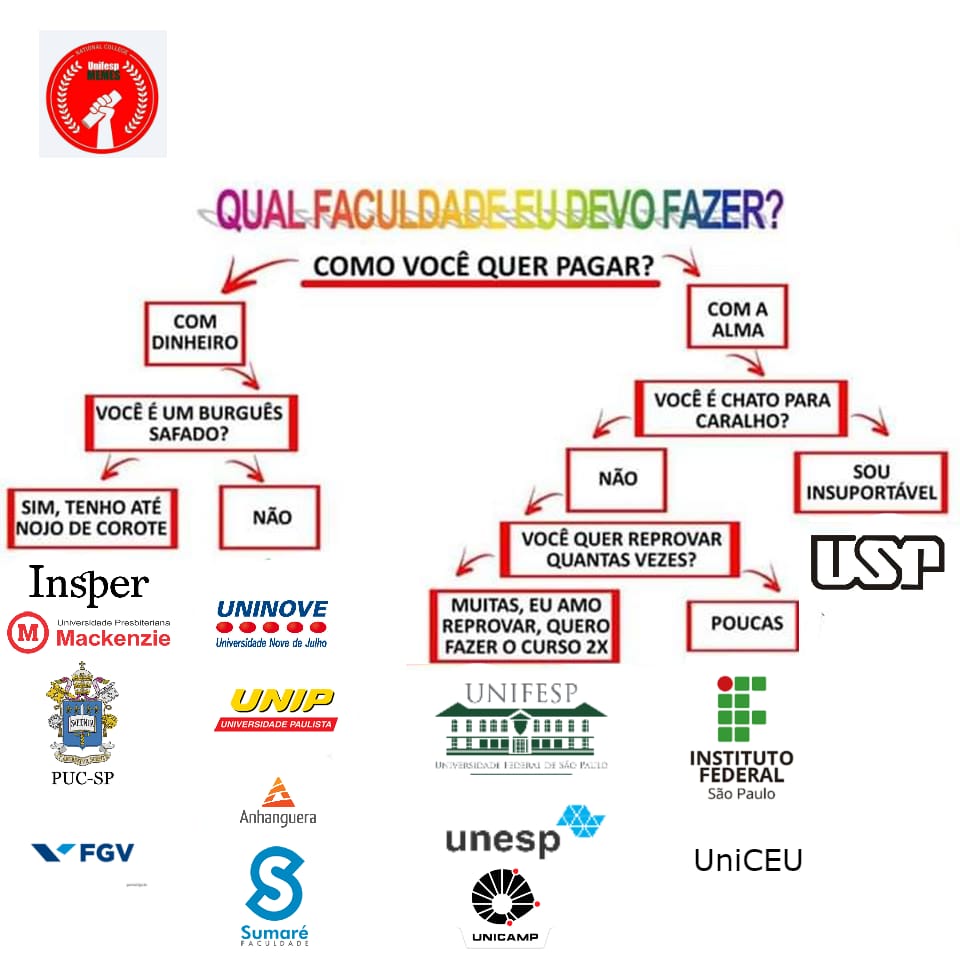 NATIONAL COLLEGE
Unifesp
MEMES
QUAL FACULDADE EU DEVO FAZER?
COMO VOCÊ QUER PAGAR?
COM
DINHEIRO
COM A
ALMA
VOCÊ É UM BURGUÊS
SAFADO?
VOCÊ É CHATO PARA
CARALHO?
SIM, TENHO ATÉ
NOJO DE COROTE
NÃO
NÃO
SOU
INSUPORTÁVEL
VOCÊ QUER REPROVAR
QUANTAS VEZES?
MUITAS, EU AMO
REPROVAR, QUERO
FAZER O CURSO 2X
POUCAS
Insper
Universidade Presbiteriana
M Mackenzie
PUC-SP
FGV
UNINOVE
Universidade Nove de Julho
UNIP
UNIVERSIDADE PAULISTA
Anhanguera
S
Sumaré
FACULDADE
UNIFESP
UNIVERSIDADE FEDERAL DE SÃO PAULO
unesp
UNICAMP
INSTITUTO
FEDERAL
São Paulo
UniCEU
USP